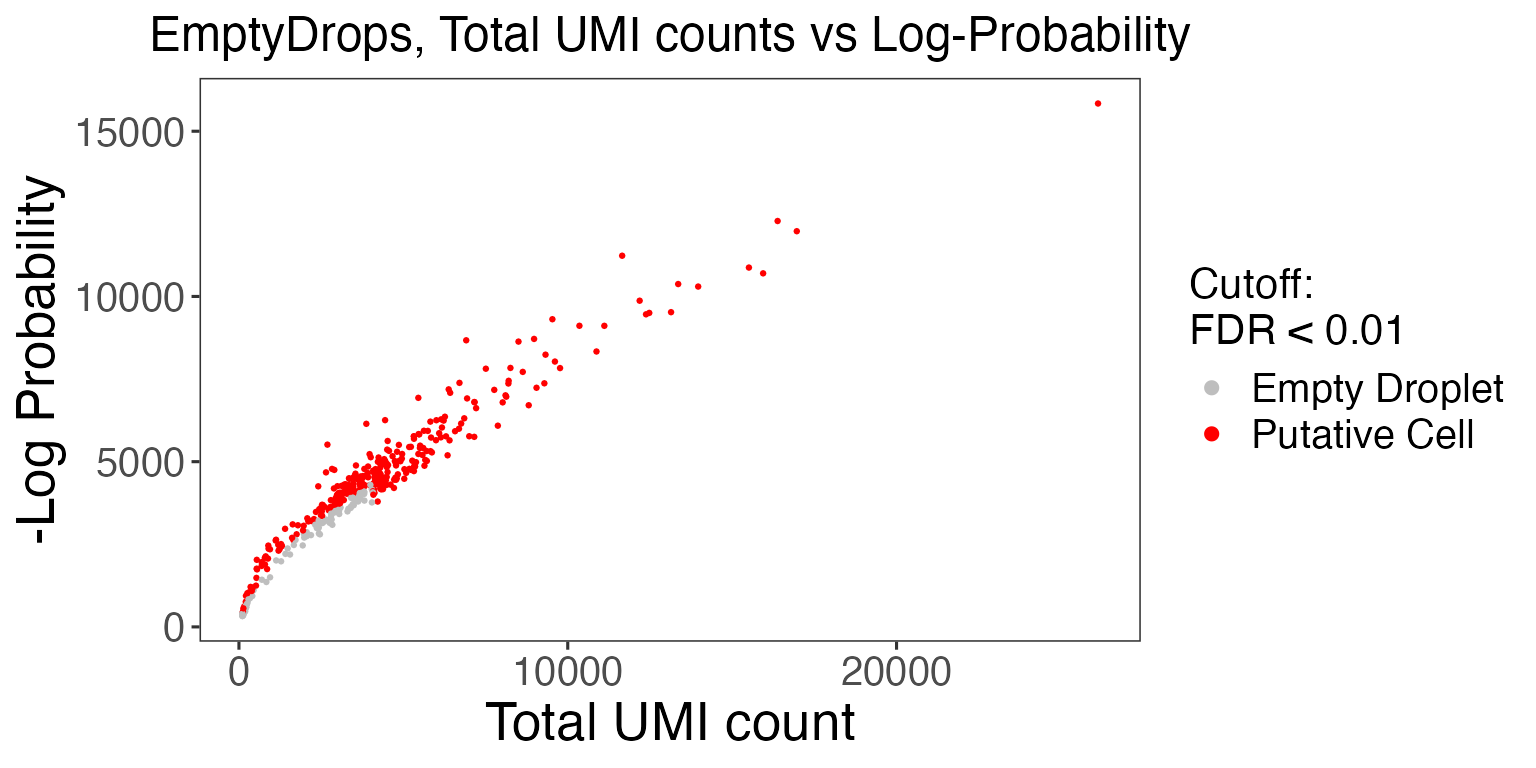 EmptyDrops, Total UMI counts vs Log-Probability
-Log Probability
15000
10000
5000
0
0 10000 20000
Total UMI count
Cutoff:
FDR < 0.01
Empty Droplet
Putative Cell